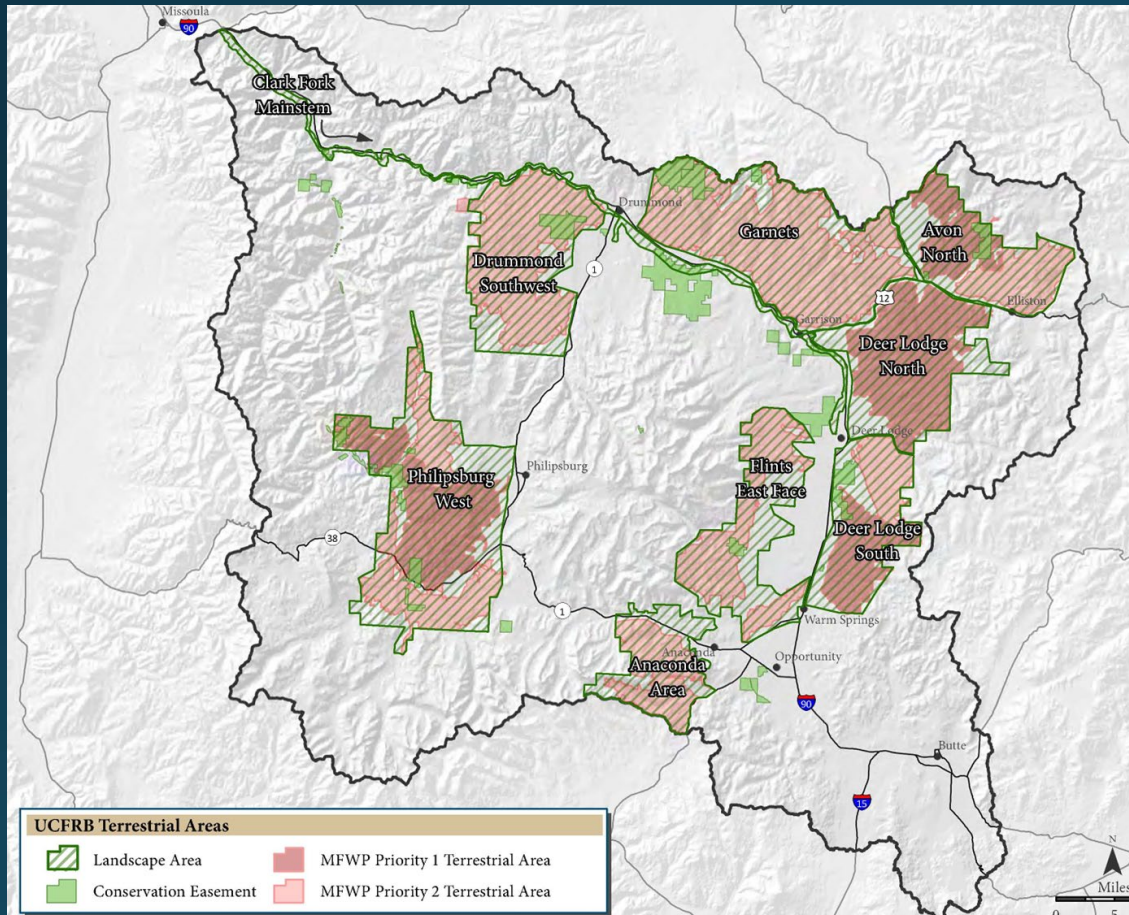 Missoula
90
Clark Fork
Mainstem
Drummond
Garnets
Avon
North
Drummond
Southwest
1
12
Elliston
Garrison
Deer Lodge
North
Deer Lodge
Flints
East Face
Philipsburg
Philipsburg
West
Deer Lodge
South
38
1
Warm Springs
Anaconda
Anaconda
Area
Opportunity
90
Butte
15
UCFRB Terrestrial Areas
Landscape Area
MFWP Priority 1 Terrestrial Area
Conservation Easement
MFWP Priority 2 Terrestrial Area
N
Miles
0 5